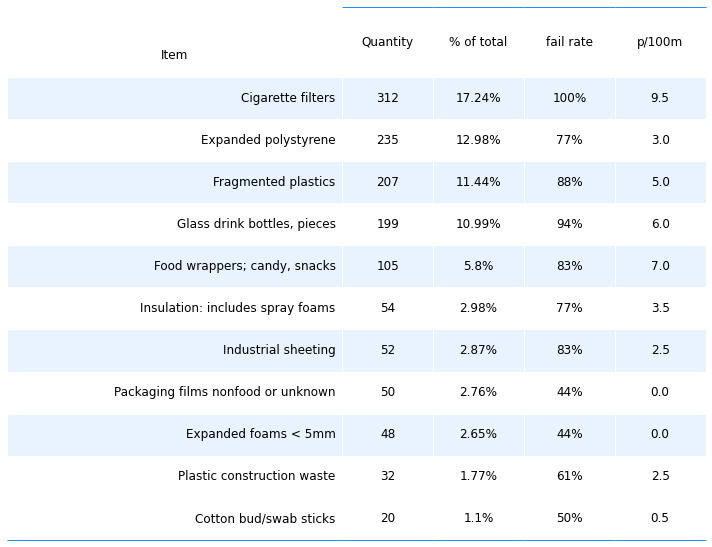 Item Quantity % of total fail rate p/100m
Cigarette filters 312 17.24% 100% 9.5
Expanded polystyrene 235 12.98% 77% 3.0
Fragmented plastics 207 11.44% 88% 5.0
Glass drink bottles, pieces 199 10.99% 94% 6.0
Food wrappers; candy, snacks 105 5.8% 83% 7.0
Insulation: includes spray foams 54 2.98% 77% 3.5
Industrial sheeting 52 2.87% 83% 2.5
Packaging films nonfood or unknown 50 2.76% 44% 0.0
Expanded foams < 5mm 48 2.65% 44% 0.0
Plastic construction waste 32 1.77% 61% 2.5
Cotton bud/swab sticks 20 1.1% 50% 0.5